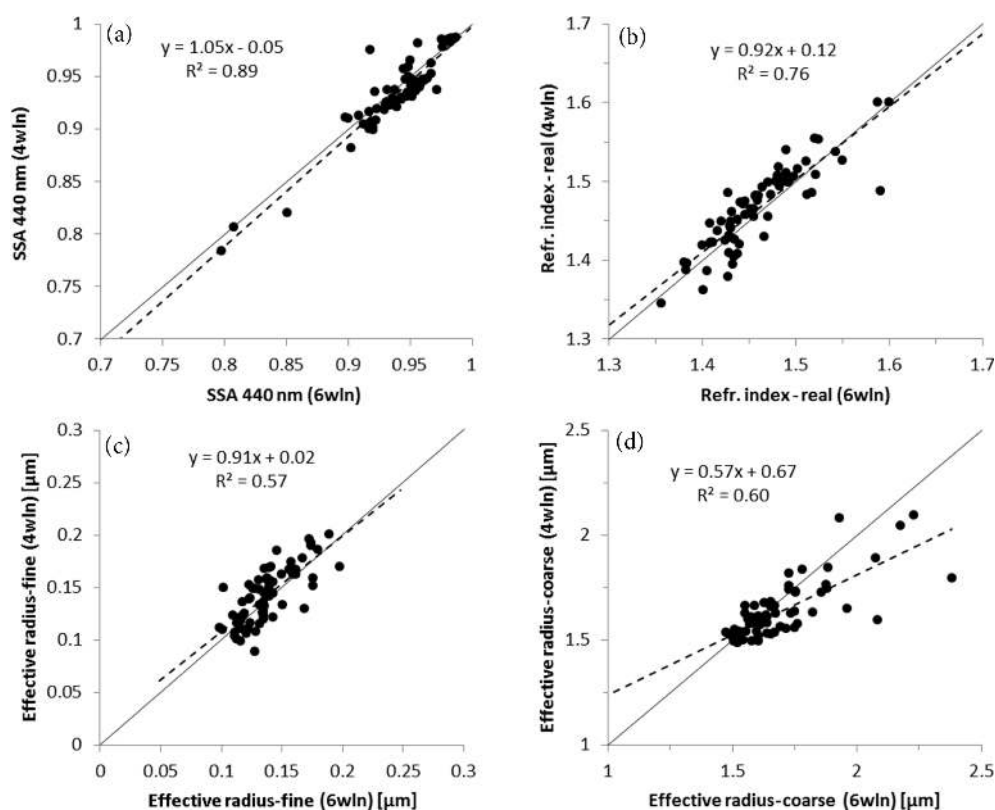 (a)
y = 1.05x - 0.05
R² = 0.89
1
0.95
0.9
0.85
0.8
0.75
0.7
SSA 440 nm (4wln)
0.7
0.75
0.8
0.85
0.9
0.95
1
SSA 440 nm (6wln)
(b)
y = 0.92x + 0.12
R² = 0.76
1.7
1.6
1.5
1.4
1.3
Refr. index - real (4wln)
1.3
1.4
1.5
1.6
1.7
Refr. index - real (6wln)
(c)
y = 0.91x + 0.02
R² = 0.57
0.3
0.25
0.2
0.15
0.1
0.05
0
Effective radius-fine (4wln) [µm]
0
0.05
0.1
0.15
0.2
0.25
0.3
Effective radius-fine (6wln) [µm]
(d)
y = 0.57x + 0.67
R² = 0.60
2.5
2
1.5
1
Effective radius-coarse (4wln) [µm]
1
1.5
2
2.5
Effective radius-coarse (6wln) [µm]